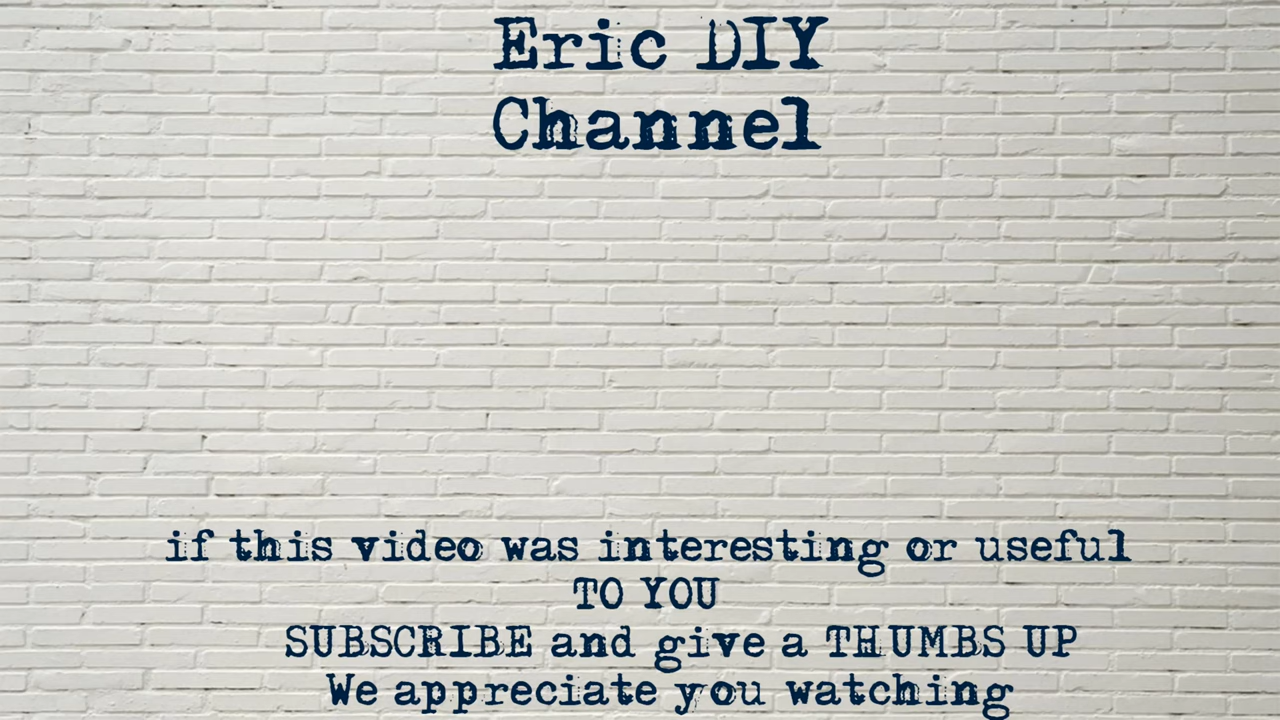 Eric DIY
Channel
if this video was interesting or useful
TO YOU
SUBSCRIBE and give a THUMBS UP
We appreciate you watching